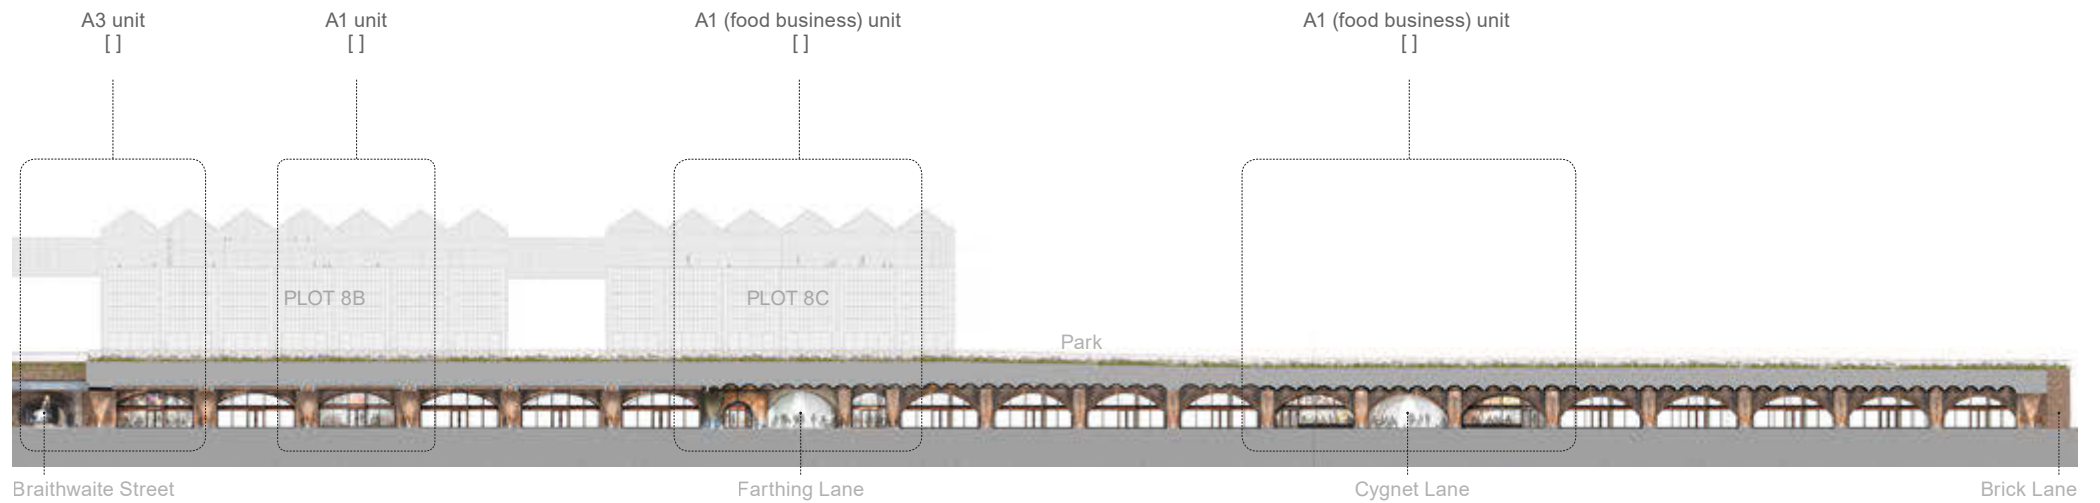 A3 unit
[ ]
A1 unit
[ ]
A1 (food business) unit
[ ]
A1 (food business) unit
[ ]
PLOT 8B
PLOT 8C
Park
Braithwaite Street
Farthing Lane
Cygnet Lane
Brick Lane